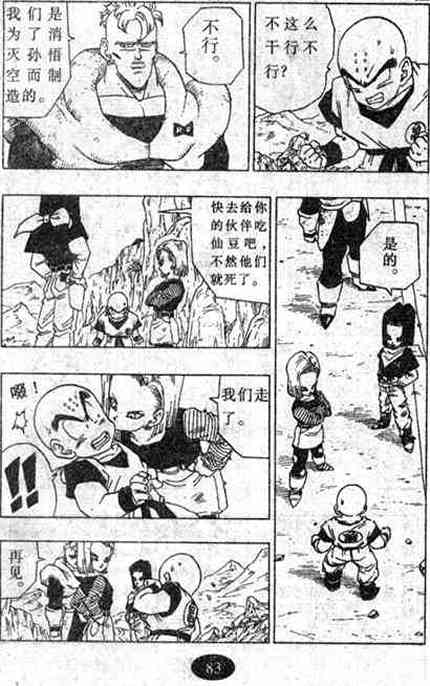 不这么
干行不
行?
不
行。
我们是
为了消
灭孙悟
空而制
造的。
是
的。
快去给你
的伙伴吃
仙豆吧，
不然他们
就死了。
我们走
了。
啜！
!!
再
见。
83